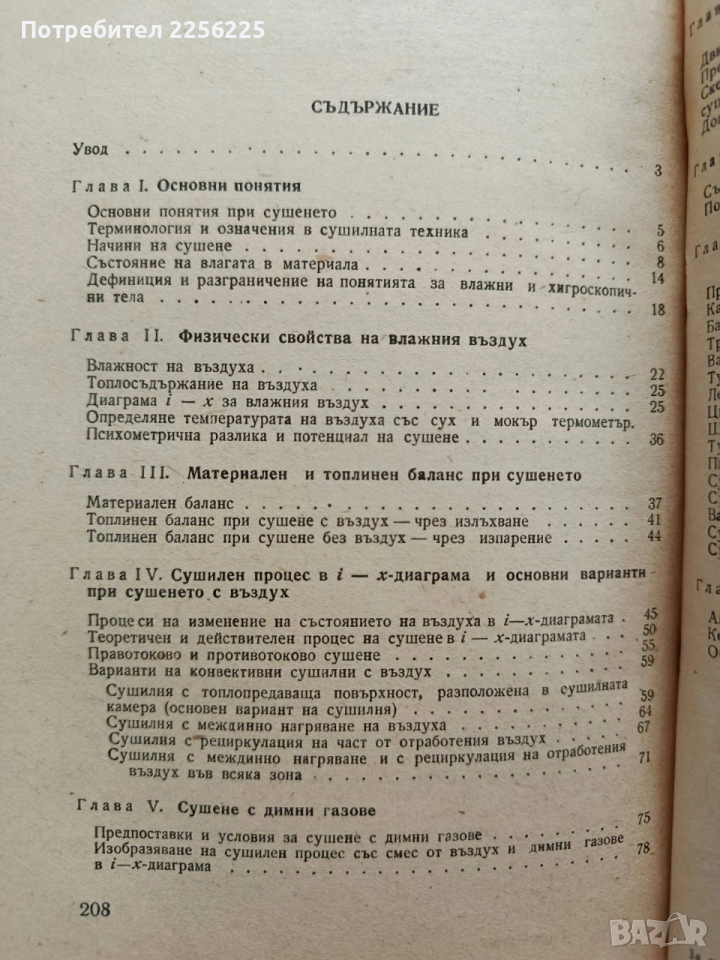 Потребител 2256225
СЪДЪРЖАНИЕ
Увод 3
Глава I. Основни понятия
Основни понятия при сушенето 5
Терминология и означения в сушилната техника 6
Начини на сушене 8
Състояние на влагата в материала 14
Дефиниция и разграничение на понятията за влажни и хигроскопич-
ни тела 18
Глава II. Физически свойства на влажния въздух
Влажност на въздуха 22
Топлосъдържание на въздуха 25
Диаграма i — x за влажния въздух 25
Определяне температурата на въздуха със сух и мокър термометър.
Психометрична разлика и потенциал на сушене 36
Глава III. Материален и топлинен баланс при сушенето
Материален баланс 37
Топлинен баланс при сушене с въздух — чрез излъхване 41
Топлинен баланс при сушене без въздух — чрез изпарение 44
Глава IV. Сушилен процес в i — x-диаграма и основни варианти
при сушенето с въздух
Процеси на изменение на състоянието на въздуха в i—x-диаграмата 45
Теоретичен и действителен процес на сушене в i — x-диаграмата 50
Правотоково и противотоково сушене 55
Варианти на конвективни сушилни с въздух 59
Сушилня с топлопредаваща повърхност, разположена в сушилната
камера (основен вариант на сушилня) 59
Сушилня с междинно нагряване на въздуха 64
Сушилня с рециркулация на част от отработения въздух 67
Сушилня с междинно нагряване и с рециркулация на отработения
въздух във всяка зона 71
Глава V. Сушене с димни газове
Предпоставки и условия за сушене с димни газове 75
Изобразяване на сушилен процес със смес от въздух и димни газове
в i—x-диаграма 78
208
BAZAR